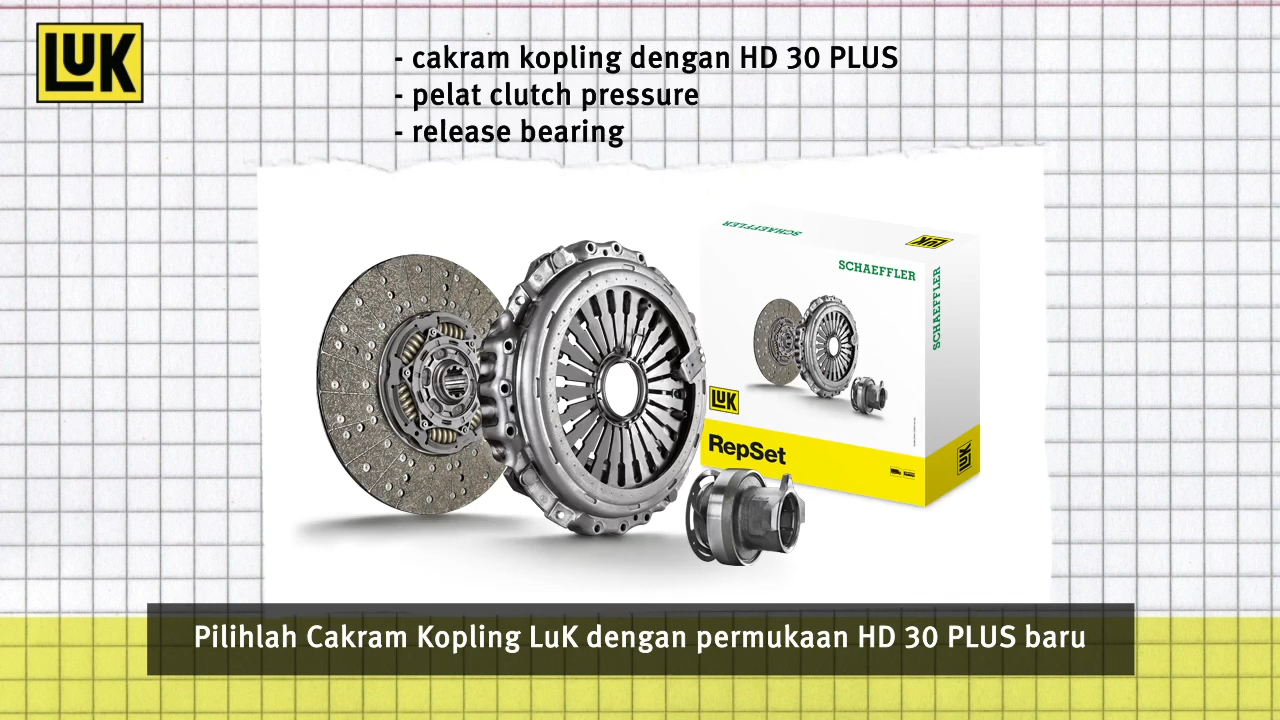 LUK
- cakram kopling dengan HD 30 PLUS
- pelat clutch pressure
- release bearing
SCHAEFFLER
LUK
SCHAEFFLER
SCHAEFFLER
LUK
RepSet
LUK
Pilihlah Cakram Kopling LuK dengan permukaan HD 30 PLUS baru